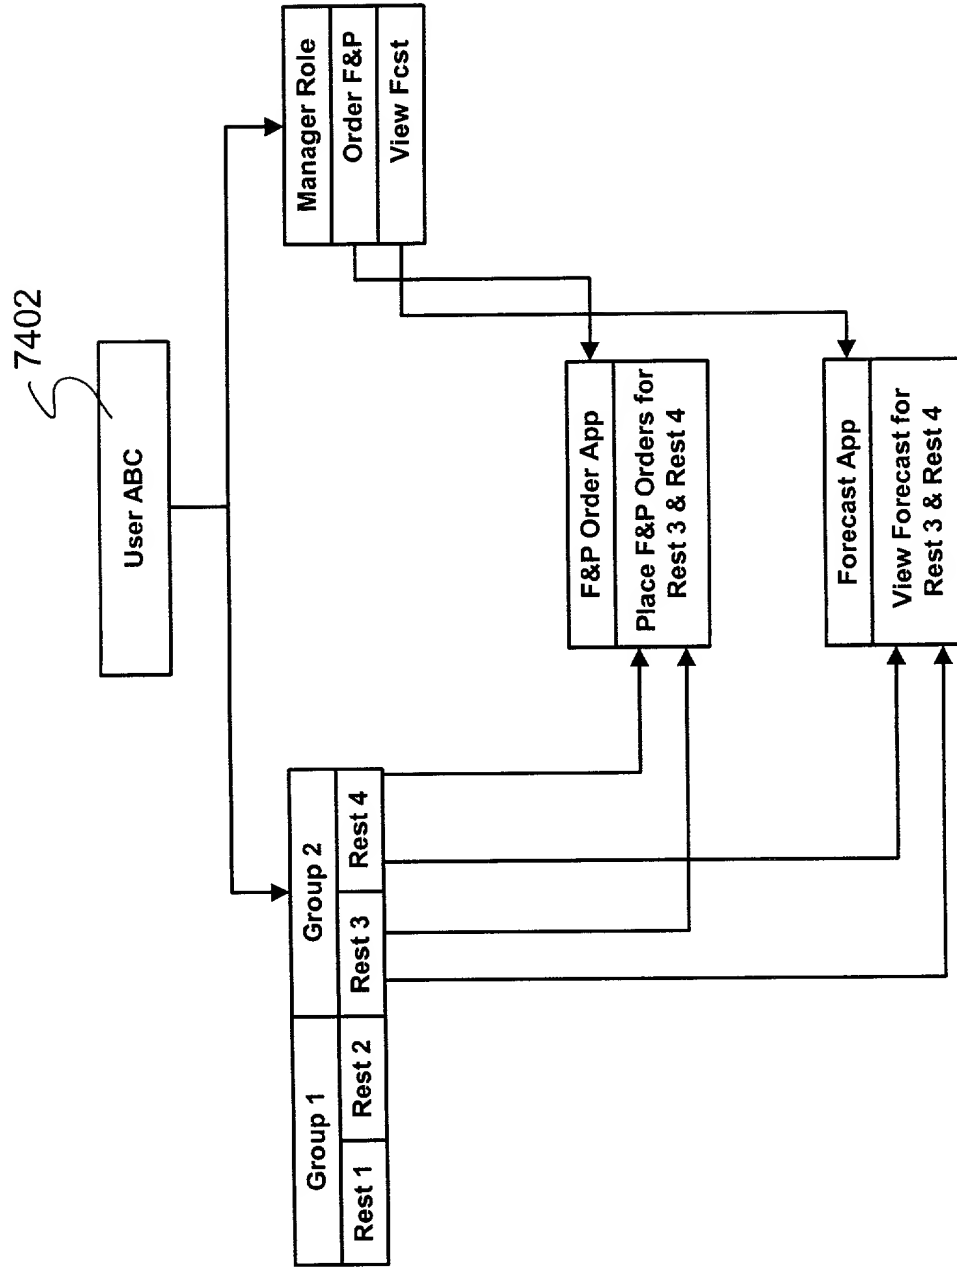 7402
User ABC
Group 1
Group 2
Rest 1
Rest 2
Rest 3
Rest 4
Manager Role
Order F&P
View Fcst
F&P Order App
Place F&P Orders for
Rest 3 & Rest 4
Forecast App
View Forecast for
Rest 3 & Rest 4